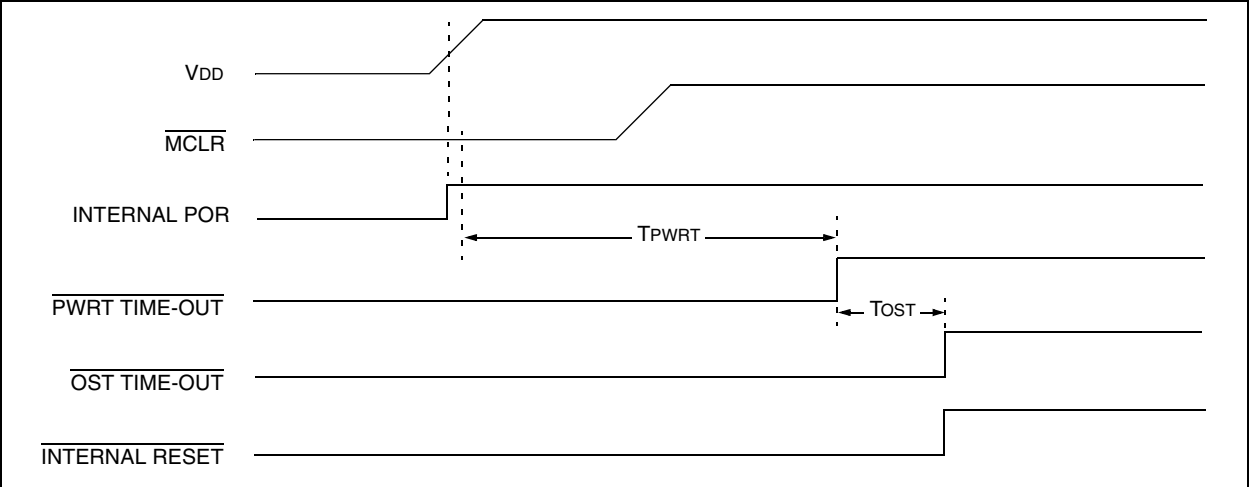 VDD
MCLR
INTERNAL POR
TPWRT
PWRT TIME-OUT
TOST
OST TIME-OUT
INTERNAL RESET